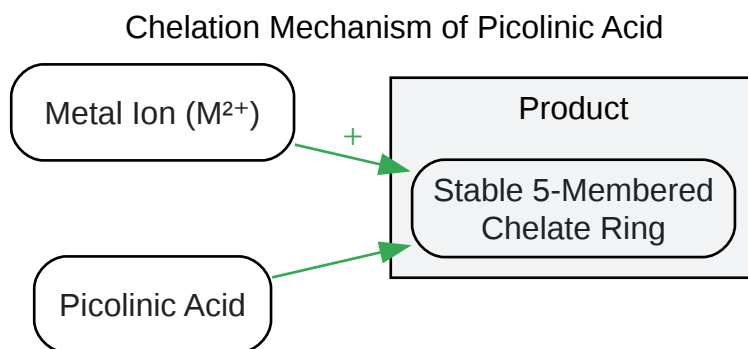 Chelation Mechanism of Picolinic Acid
Metal Ion (M²⁺)
+
Product
Stable 5-Membered
Chelate Ring
Picolinic Acid